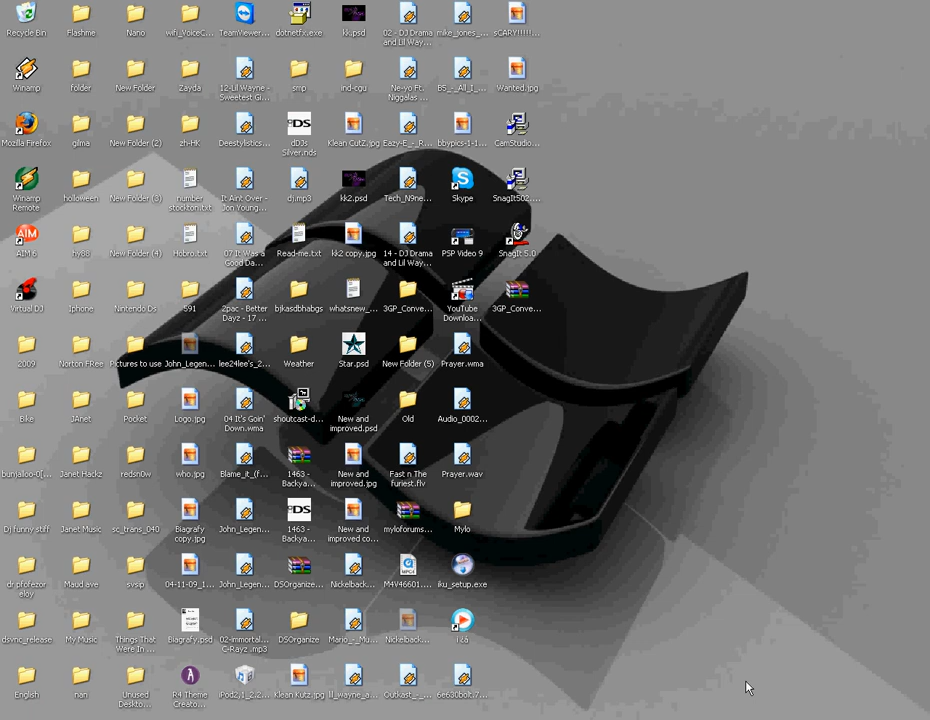 Recycle Bin
Flashme
Nano
wifi_VoiceC...
TeamViewer...
dotnetfx.exe
kk.psd
02 - DJ Drama
and Lil Way...
mike_jones_...
sCARY!!!!!...
Winamp
folder
New Folder
Zayda
12-Lil Wayne -
Sweetest Gi...
smp
ind-cgu
Ne-yo Ft.
Niggalas ...
BS_-_All_I_...
Wanted.jpg
Mozilla Firefox
gilma
New Folder (2)
zh-HK
Deestylistics...
dDJs
Silver.nds
Klean CutZ.jpg
Eazy-E_-_R...
bbypics-1-1...
CamStudio...
Winamp
Remote
holloween
New Folder (3)
number
stockton.txt
It Aint Over -
Jon Young...
dj.mp3
kk2.psd
Tech_N9ne...
Skype
SnagIt502...
AIM 6
hy88
New Folder (4)
Hobro.txt
07 It Was a
Good Da...
Read-me.txt
kk2 copy.jpg
14 - DJ Drama
and Lil Way...
PSP Video 9
SnagIt 5.0
Virtual DJ
Iphone
Nintendo Ds
591
2pac - Better
Dayz - 17 ...
bjkasdbhabgs
whatsnew_...
3GP_Conve...
YouTube
Downloa...
3GP_Conve...
2009
Norton FRee
Pictures to use
John_Legen...
lee24lee's_2...
Weather
Star.psd
New Folder (5)
Prayer.wma
Bike
JAnet
Pocket
Logo.jpg
04 It's Goin'
Down.wma
shoutcast-d...
New and
improved.psd
Old
Audio_0002...
bunjalloo-0[...
Janet Hackz
redsn0w
who.jpg
Blame_it_(f...
1463 -
Backya...
New and
improved.jpg
Fast n The
furiest.flv
Prayer.wav
Dj funny stiff
Janet Music
sc_trans_040
Biagrafy
copy.jpg
John_Legen...
1463 -
Backya...
New and
improved co...
myloforums...
Mylo
dr.pfofezor
eloy
Maud ave
svsip
04-11-09_1...
John_Legen...
DSOrganize...
Nickelback...
M4V46601...
iku_setup.exe
dsvnc_release
My Music
Things That
Were In ...
Biagrafy.psd
02-immortal...
C-Rayz .mp3
DSOrganize
Mario_-_Mu...
Nickelback...
English
nan
Unused
Deskto...
R4 Theme
Creato...
iPod2,1_2.2...
Klean Kutz.jpg
lil_wayne_a...
Outkast_-_...
6e630bolt.7...